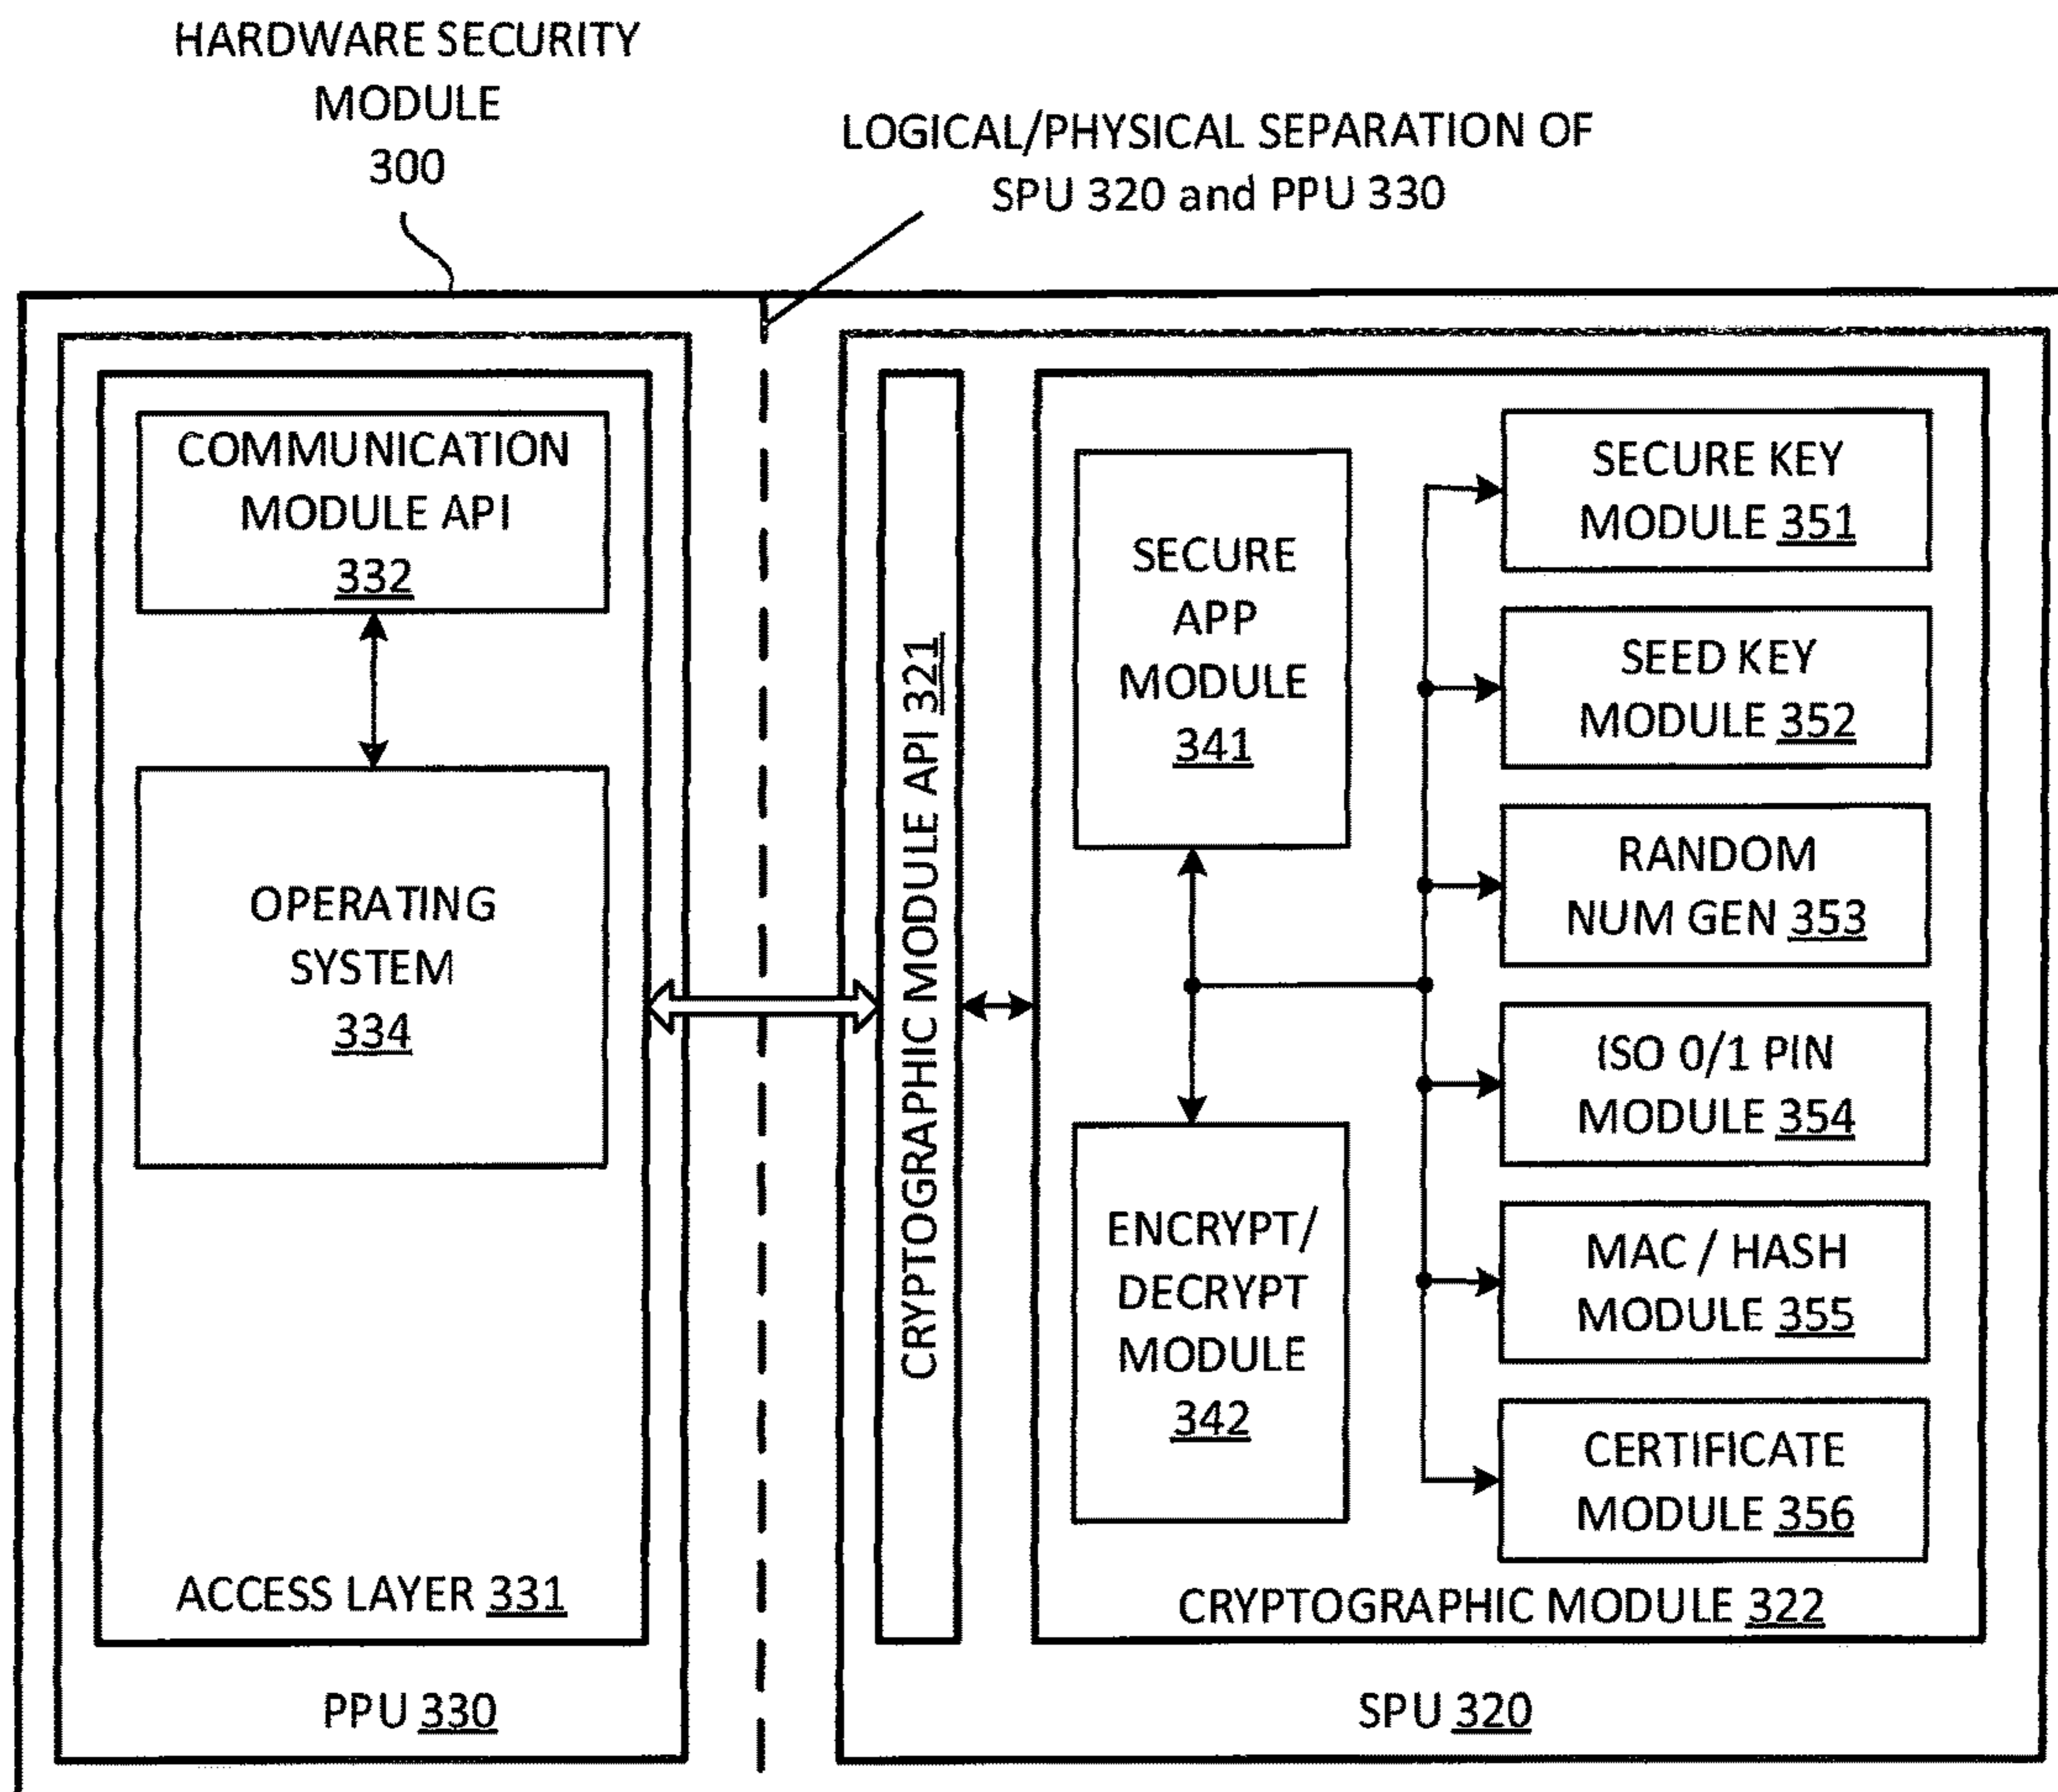 HARDWARE SECURITY
MODULE
300
LOGICAL/PHYSICAL SEPARATION OF
SPU 320 and PPU 330
COMMUNICATION
MODULE API
332
OPERATING
SYSTEM
334
ACCESS LAYER 331
PPU 330
CRYPTOGRAPHIC MODULE API 321
SECURE
APP
MODULE
341
ENCRYPT/
DECRYPT
MODULE
342
SECURE KEY
MODULE 351
SEED KEY
MODULE 352
RANDOM
NUM GEN 353
ISO 0/1 PIN
MODULE 354
MAC / HASH
MODULE 355
CERTIFICATE
MODULE 356
CRYPTOGRAPHIC MODULE 322
SPU 320